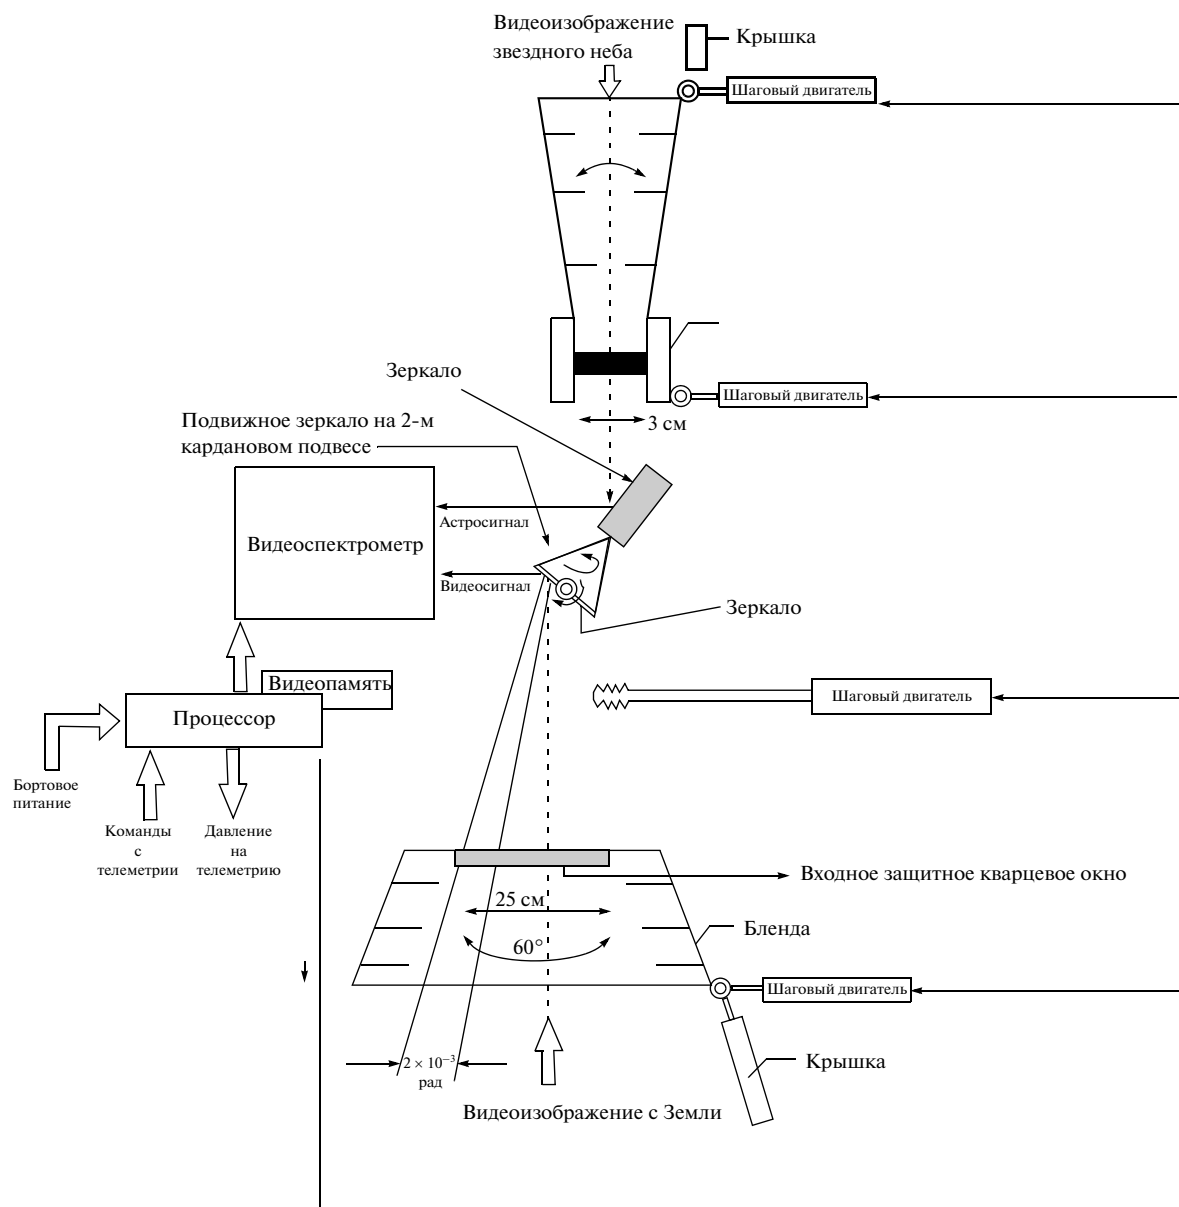 Видеоизображение
звездного неба
Крышка
Шаговый двигатель
Зеркало
Шаговый двигатель
3 см
Подвижное зеркало на 2-м
кардановом подвесе
Астросигнал
Видеоспектрометр
Видеосигнал
Зеркало
Видеопамять
Шаговый двигатель
Процессор
Бортовое
питание
Команды
с
телеметрии
Давление
на
телеметрию
Входное защитное кварцевое окно
25 см
Бленда
60°
Шаговый двигатель
2 × 10⁻³
рад
Крышка
Видеоизображение с Земли